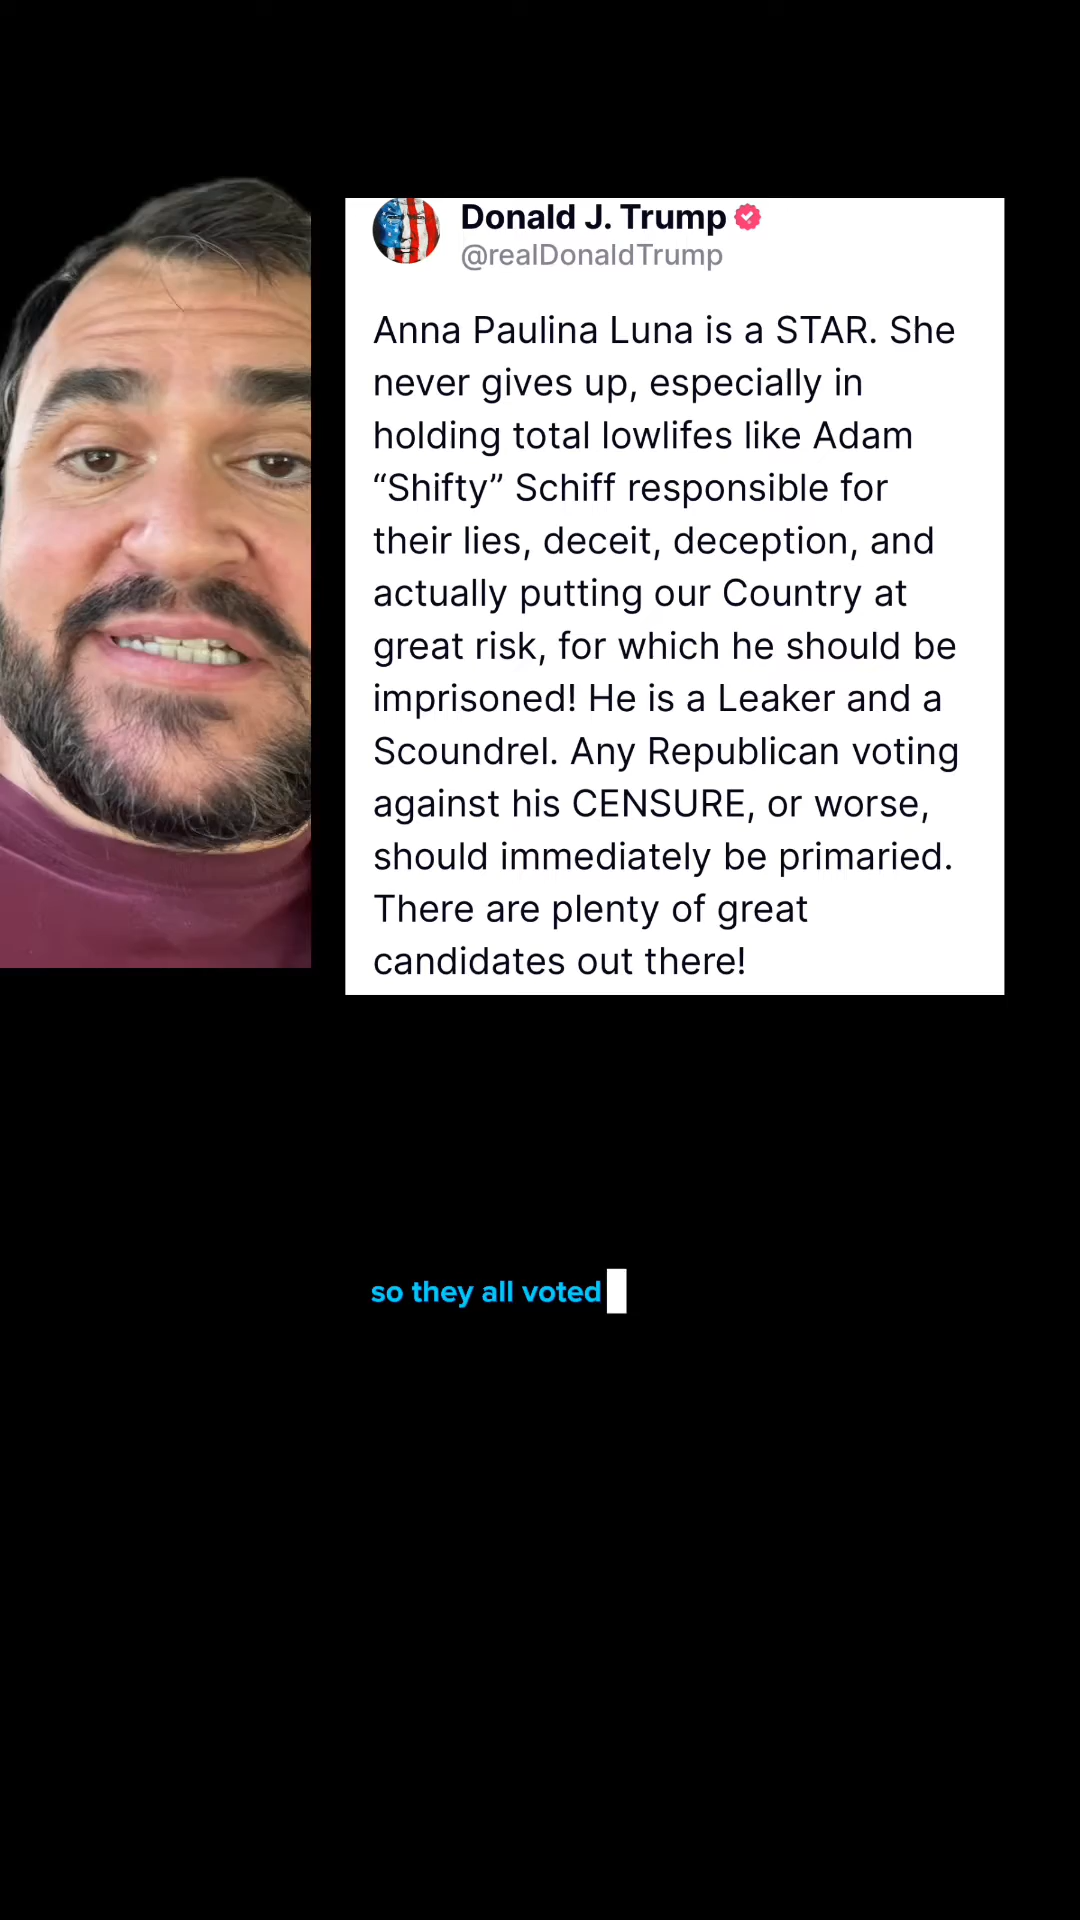 Donald J. Trump
@realDonaldTrump
Anna Paulina Luna is a STAR. She
never gives up, especially in
holding total lowlifes like Adam
“Shifty” Schiff responsible for
their lies, deceit, deception, and
actually putting our Country at
great risk, for which he should be
imprisoned! He is a Leaker and a
Scoundrel. Any Republican voting
against his CENSURE, or worse,
should immediately be primaried.
There are plenty of great
candidates out there!
so they all voted